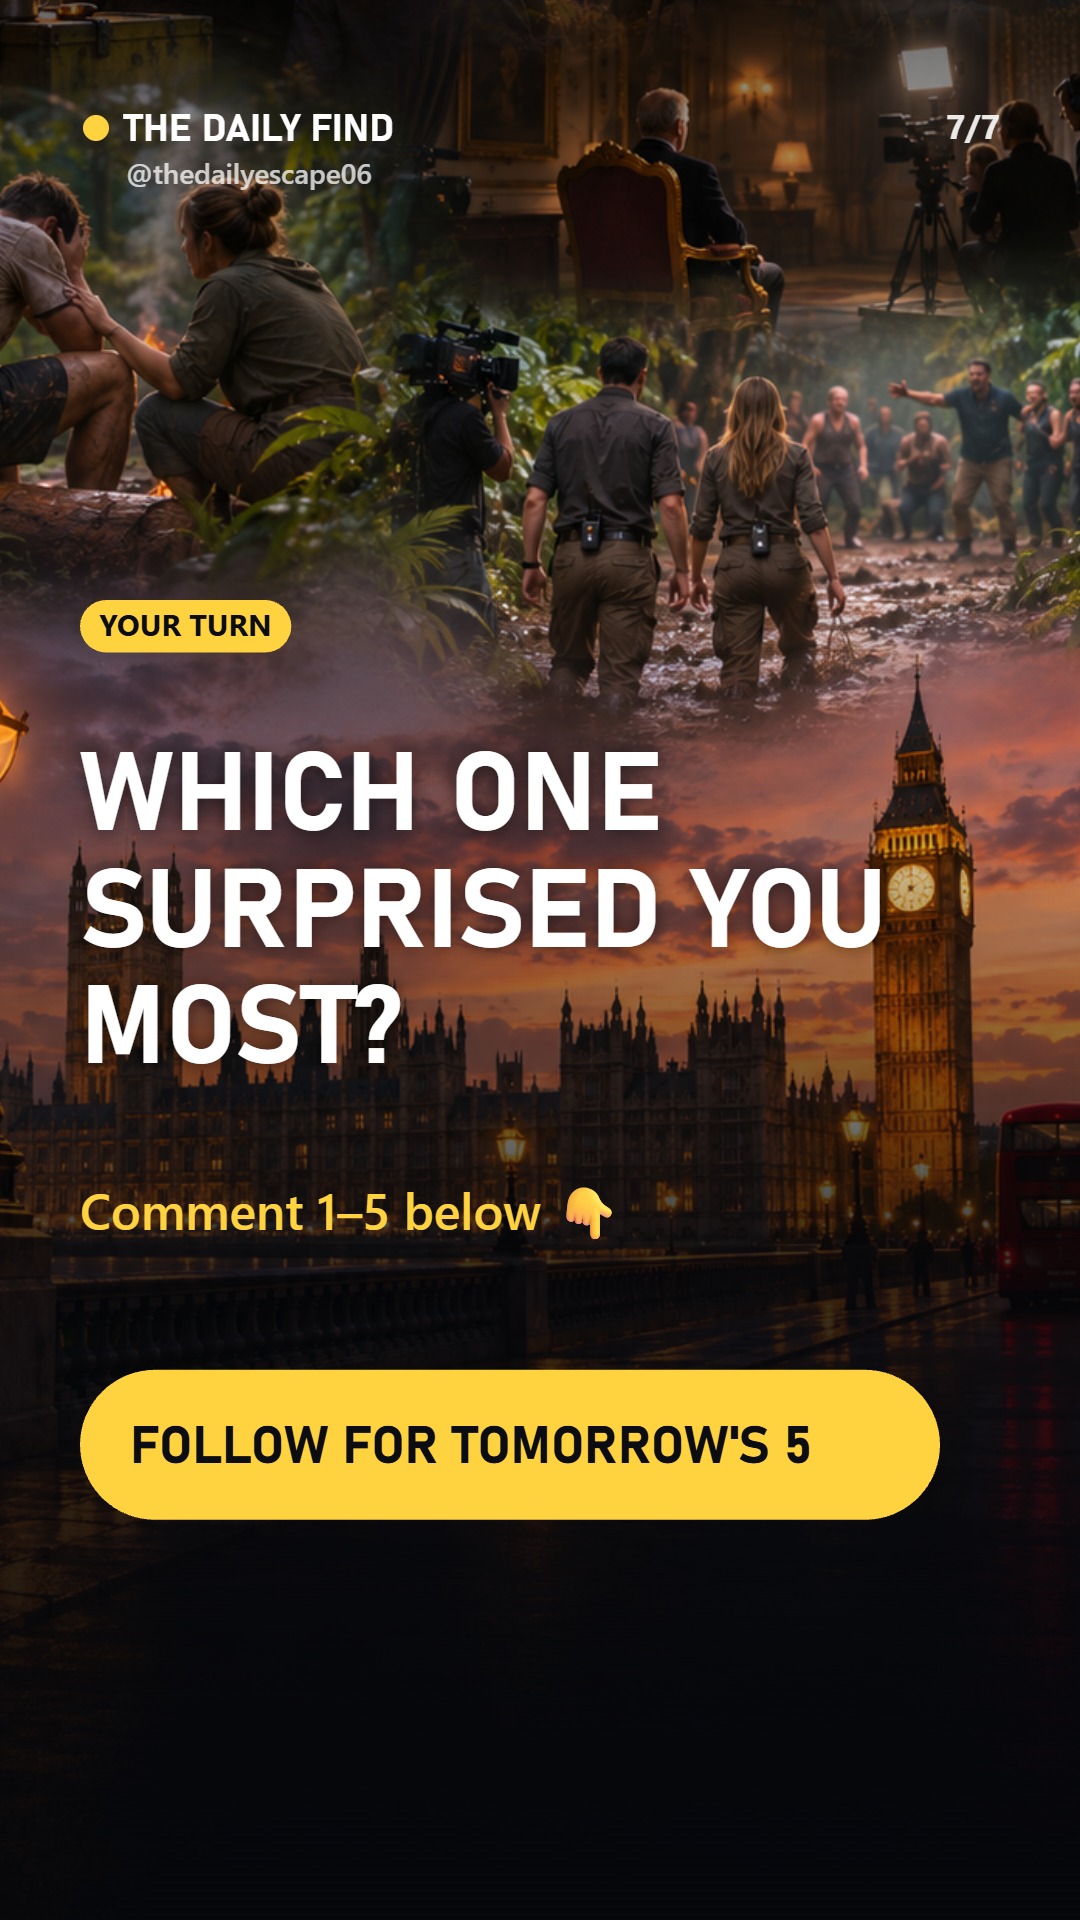 THE DAILY FIND
7/7
@thedailyescape06
YOUR TURN
WHICH ONE
SURPRISED YOU
MOST?
Comment 1–5 below 👇
FOLLOW FOR TOMORROW'S 5